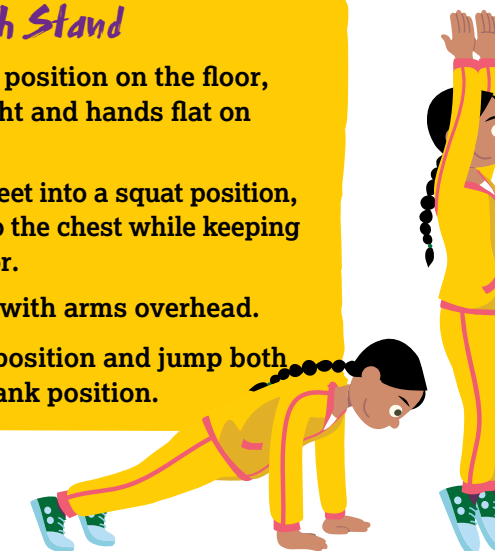 h Stand
position on the floor,
ht and hands flat on
eet into a squat position,
o the chest while keeping
or.
with arms overhead.
position and jump both
ank position.